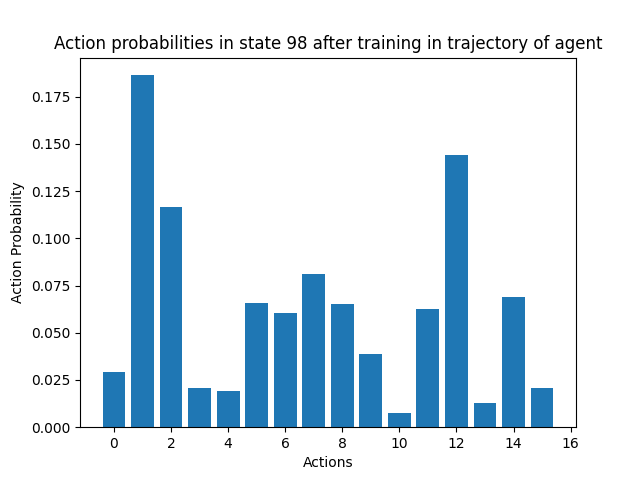 Action probabilities in state 98 after training in trajectory of agent
0.175
0.150
0.125
0.100
0.075
0.050
0.025
0.000
Action Probability
0 2 4 6 8 10 12 14 16
Actions